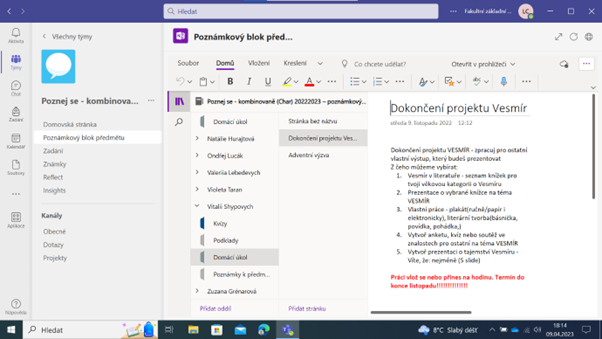 Hledat
Fakultní základní ...
LC
Aktivity
Týmy
Chat
Zadání
Kalendář
Soubory
Aplikace
Nápověda
Všechny týmy
Poznej se - kombinova...
Domovská stránka
Poznámkový blok předmětu
Zadání
Známky
Reflect
Insights
Kanály
Obecné
Dotazy
Projekty
Poznámkový blok před...
Soubor
Domů
Vložení
Kreslení
Co chcete udělat?
Otevřít v prohlížeči
B
I
U
A
Poznej se - kombinované (Char) 20222023 – poznámkový...
Domácí úkol
Natálie Hurajtová
Ondřej Lucák
Valeriia Lebedevych
Violeta Taran
Vitalii Shypovych
Kvízy
Podklady
Domácí úkol
Poznámky k předm...
Zuzana Grénarová
Přidat oddíl
Stránka bez názvu
Dokončení projektu Ves...
Adventní výzva
Přidat stránku
Dokončení projektu Vesmír
středa 9. listopadu 2022 12:52
Dokončení projektu VESMÍR - zpracuj pro ostatní
vlastní výstup, který budeš prezentovat
Z čeho můžeme vybírat:
1. Vesmír v literatuře - seznam knížek pro
tvoji věkovou kategorii o Vesmíru
2. Prezentace o vybrané knížce na téma
VESMÍR
3. Vlastní práce - plakát(ručně/papír i
elektronicky), literární tvorba(básnička,
povídka, pohádka,)
4. Vytvoř anketu, kvíz nebo soutěž ve
znalostech pro ostatní na téma VESMÍR
5. Vytvoř prezentaci o tajemství Vesmíru -
Víte, že: nejméně (5 slide)
Práci vlož se nebo přines na hodinu. Termín do
konce listopadu!!!!!!!!!!!!!!
Hledat
8°C Slabý déšť
18:14
09.04.2023